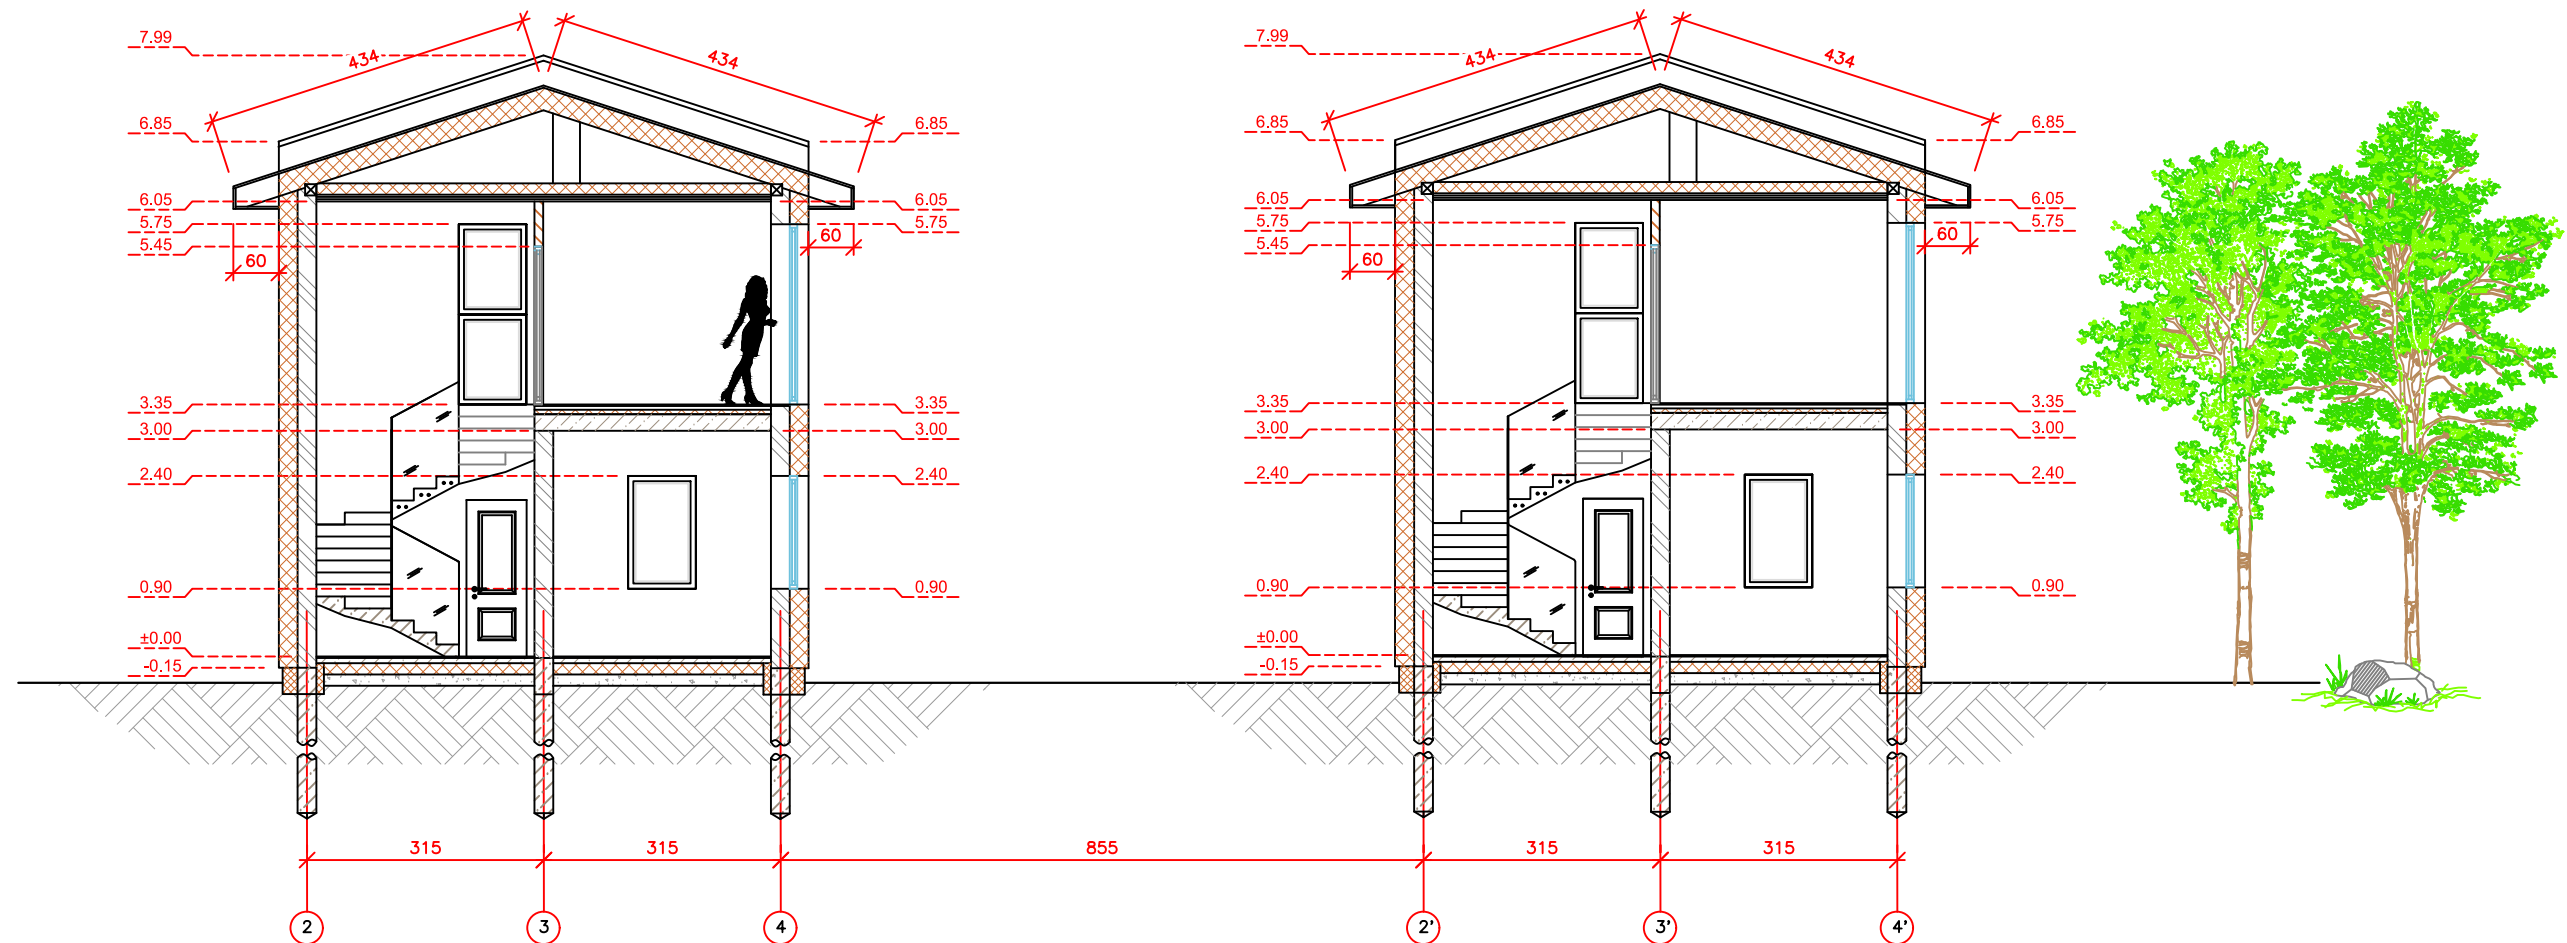 7.99 434 434 7.99 434 434
6.85 6.85 6.85 6.85
6.05 6.05 6.05 6.05
5.75 5.75 5.75 5.75
5.45 60 5.45 60
60 60
3.35 3.35 3.35 3.35
3.00 3.00 3.00 3.00
2.40 2.40 2.40 2.40
0.90 0.90 0.90 0.90
±0.00 ±0.00
-0.15 -0.15
315 315 855 315 315
2 3 4 2' 3' 4'